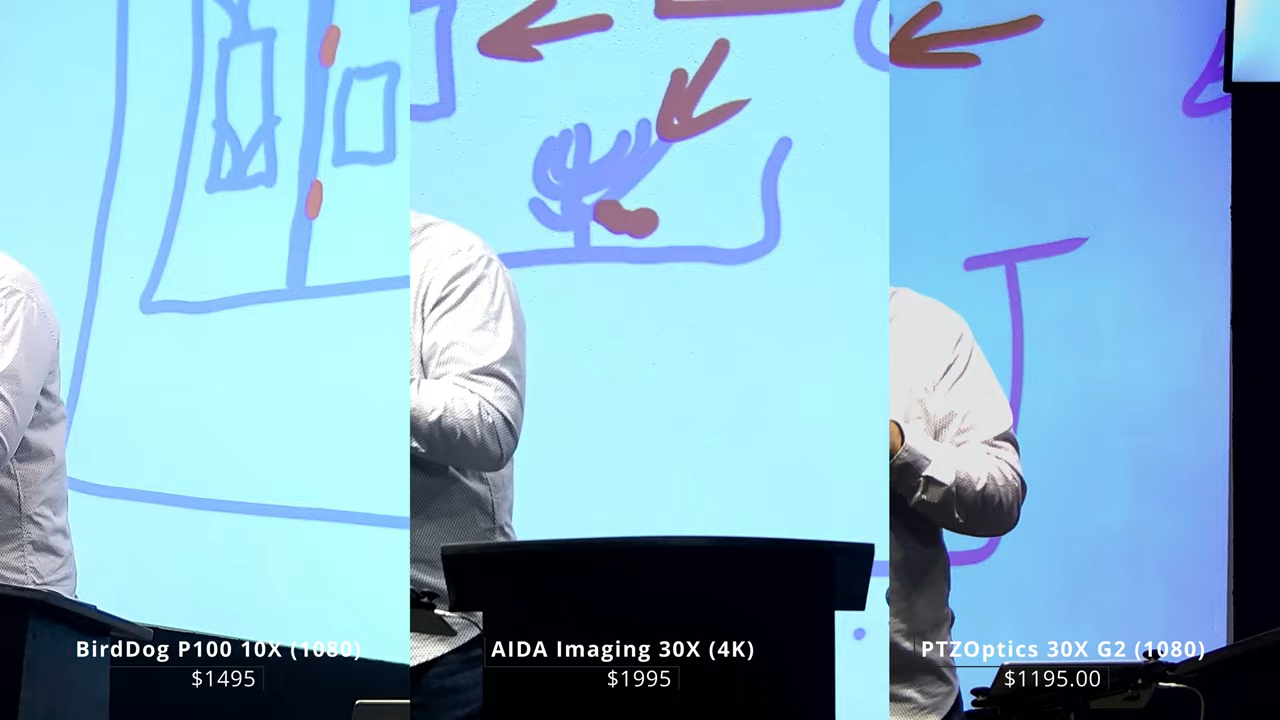 BirdDog P100 10X (1080)
$1495
AIDA Imaging 30X (4K)
$1995
PTZOptics 30X G2 (1080)
$1195.00